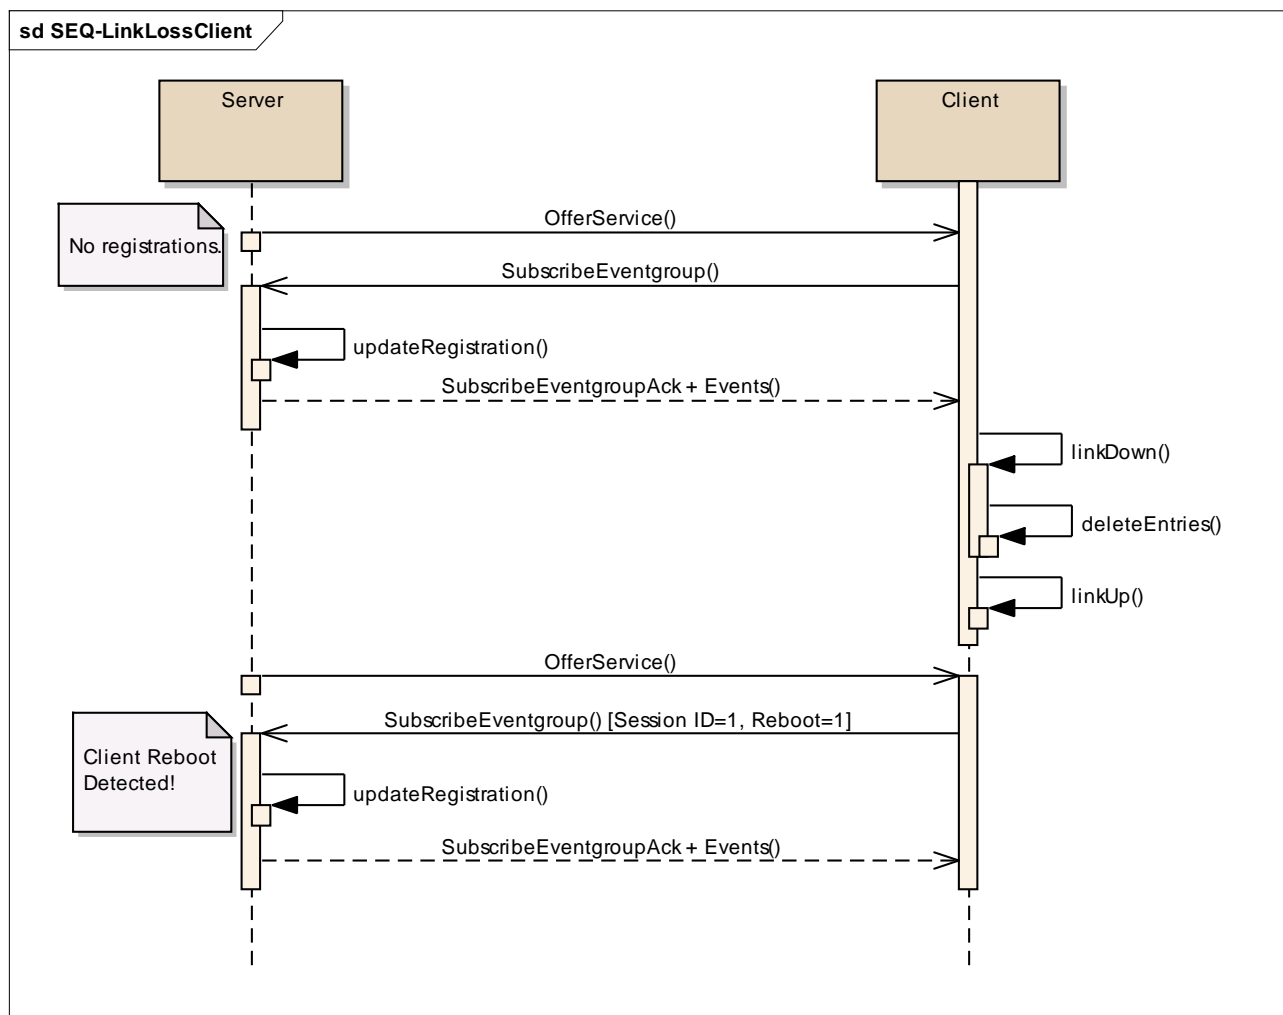 sd SEQ-LinkLossClient
Server
Client
No registrations.
OfferService()
SubscribeEventgroup()
updateRegistration()
SubscribeEventgroupAck + Events()
linkDown()
deleteEntries()
linkUp()
OfferService()
SubscribeEventgroup() [Session ID=1, Reboot=1]
Client Reboot
Detected!
updateRegistration()
SubscribeEventgroupAck + Events()